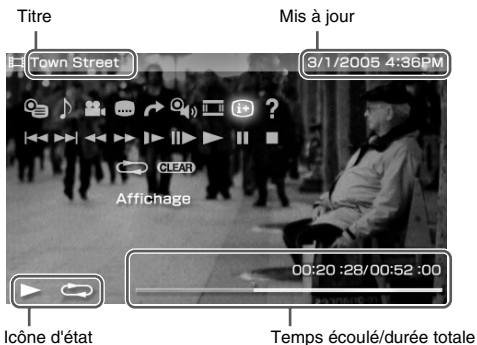 Titre
Mis à jour
Town Street
3/1/2005 4:36PM
CLEAR
Affichage
00:20:28/00:52:00
Icône d'état
Temps écoulé/durée totale